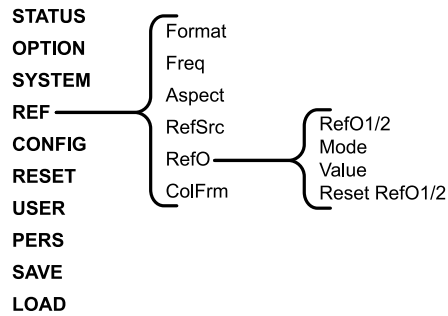 STATUS
OPTION
SYSTEM
REF
CONFIG
RESET
USER
PERS
SAVE
LOAD
Format
Freq
Aspect
RefSrc
RefO
ColFrm
RefO1/2
Mode
Value
Reset RefO1/2